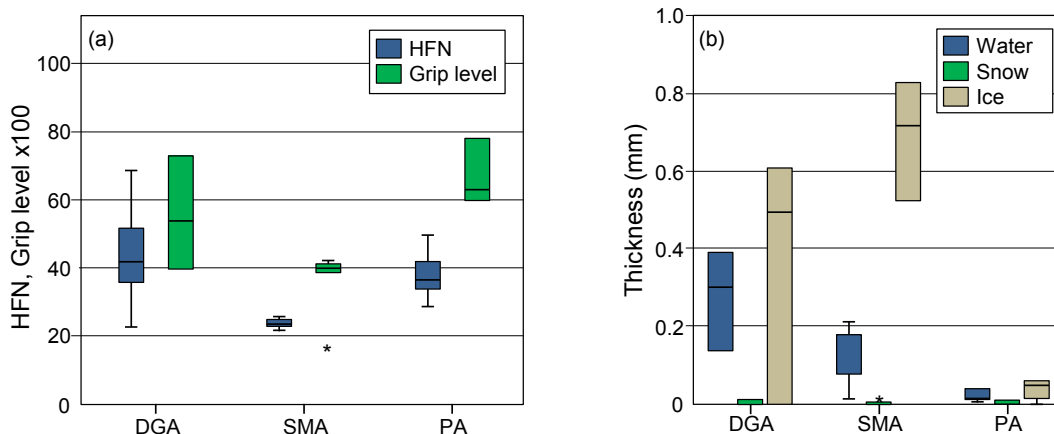 (a)
HFN
Grip level
HFN, Grip level x100
100
80
60
40
20
0
*
DGA
SMA
PA
(b)
Water
Snow
Ice
Thickness (mm)
1.0
0.8
0.6
0.4
0.2
0
*
DGA
SMA
PA